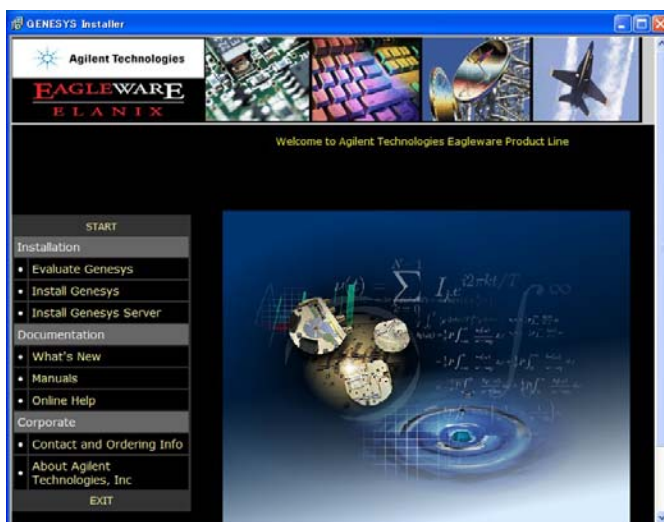 GENESYS Installer
Agilent Technologies
EAGLEWARE
ELANIX
Welcome to Agilent Technologies Eagleware Product Line
START
Installation
Evaluate Genesys
Install Genesys
Install Genesys Server
Documentation
What's New
Manuals
Online Help
Corporate
Contact and Ordering Info
About Agilent
Technologies, Inc
EXIT